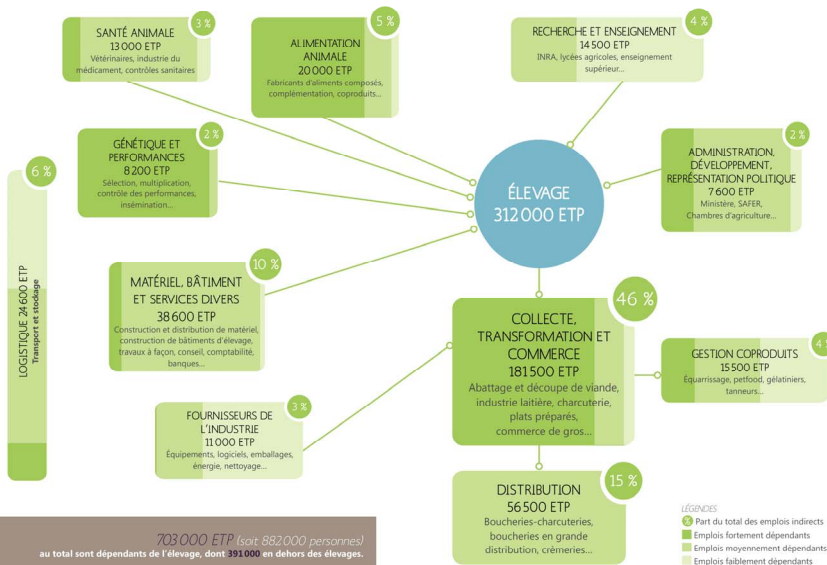 SANTÉ ANIMALE
13 000 ETP
Vétérinaires, industrie du
médicament, contrôles sanitaires
3 %
ALIMENTATION
ANIMALE
20 000 ETP
Fabricants d'aliments composés,
complémentation, coproduits...
5 %
RECHERCHE ET ENSEIGNEMENT
14 500 ETP
INRA, lycées agricoles, enseignement
supérieur...
4 %
GÉNÉTIQUE ET
PERFORMANCES
8 200 ETP
Sélection, multiplication,
contrôle des performances,
insémination...
2 %
ÉLEVAGE
312 000 ETP
ADMINISTRATION,
DÉVELOPPEMENT,
REPRÉSENTATION POLITIQUE
7 600 ETP
Ministère, SAFER,
Chambres d'agriculture...
2 %
6 %
LOGISTIQUE 24 600 ETP
Transport et stockage
MATÉRIEL, BÂTIMENT
ET SERVICES DIVERS
38 600 ETP
Construction et distribution de matériel,
construction de bâtiments d'élevage,
travaux à façon, conseil, comptabilité,
banques...
10 %
COLLECTE,
TRANSFORMATION ET
COMMERCE
181 500 ETP
Abattage et découpe de viande,
industrie laitière, charcuterie,
plats préparés,
commerce de gros...
46 %
GESTION COPRODUITS
15 500 ETP
Équarrissage, petfood, gélatiniers,
tanneurs...
4
FOURNISSEURS DE
L'INDUSTRIE
11 000 ETP
Équipements, logiciels, emballages,
énergie, nettoyage...
3 %
DISTRIBUTION
56 500 ETP
Boucheries-charcuteries,
boucheries en grande
distribution, crèmeries...
15 %
703 000 ETP (soit 882 000 personnes)
au total sont dépendants de l'élevage, dont 391 000 en dehors des élevages.
LÉGENDES
% Part du total des emplois indirects
Emplois fortement dépendants
Emplois moyennement dépendants
Emplois faiblement dépendants